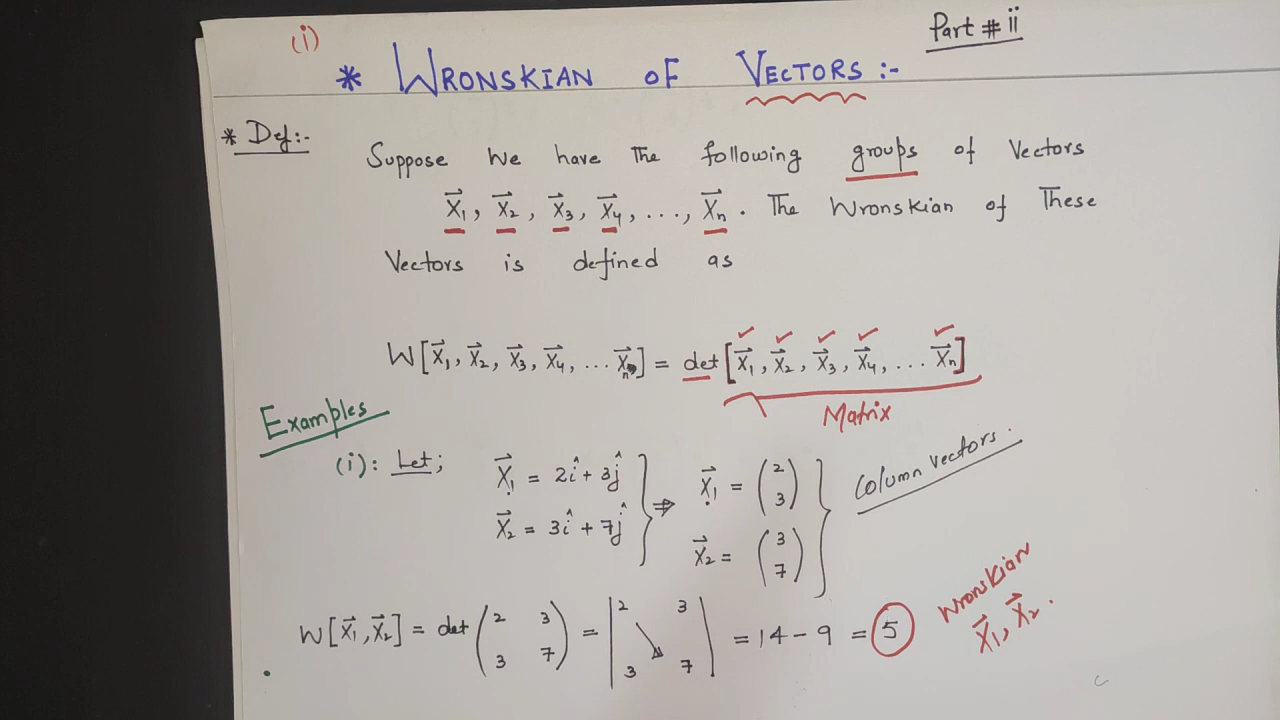 (i)
Part # ii
* WRONSKIAN OF VECTORS :-
* Def:-
Suppose We have The following groups of Vectors
X⃗₁, X⃗₂, X⃗₃, X⃗₄, ..., X⃗ₙ. The Wronskian of These
Vectors is defined as
W[X⃗₁, X⃗₂, X⃗₃, X⃗₄, ... X⃗ₙ] = det[X⃗₁, X⃗₂, X⃗₃, X⃗₄, ... X⃗ₙ]
Matrix
Examples
(i): Let; X⃗₁ = 2î + 3ĵ ⇒ X⃗₁ = (2 3)
X⃗₂ = 3î + 7ĵ X⃗₂ = (3 7)
Column vectors.
W[X⃗₁, X⃗₂] = det (2 3 3 7) = |2 3 3 7| = 14 - 9 = 5
Wronskian
X⃗₁, X⃗₂.